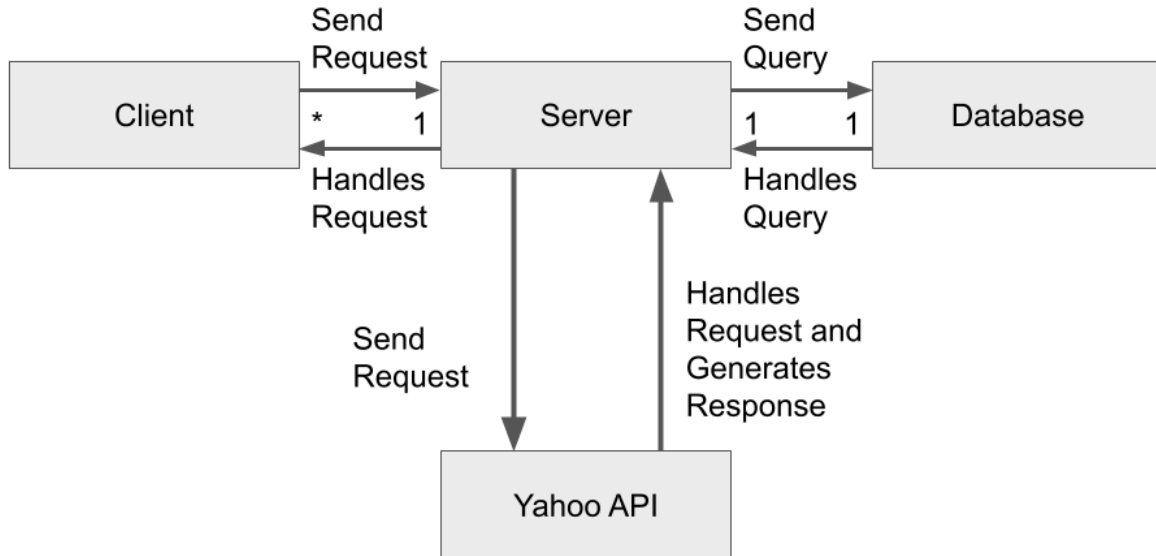 Send
Request
Send
Query
Client
Server
Database
* 1
1 1
Handles
Request
Handles
Query
Send
Request
Handles
Request and
Generates
Response
Yahoo API